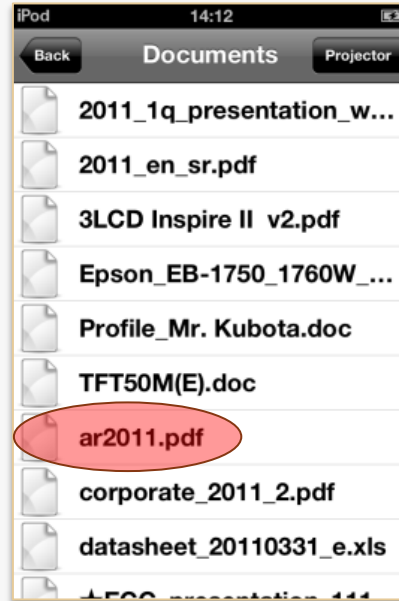 iPod 14:12
Back Documents Projector
2011_1q_presentation_w...
2011_en_sr.pdf
3LCD Inspire II  v2.pdf
Epson_EB-1750_1760W_...
Profile_Mr. Kubota.doc
TFT50M(E).doc
ar2011.pdf
corporate_2011_2.pdf
datasheet_20110331_e.xls